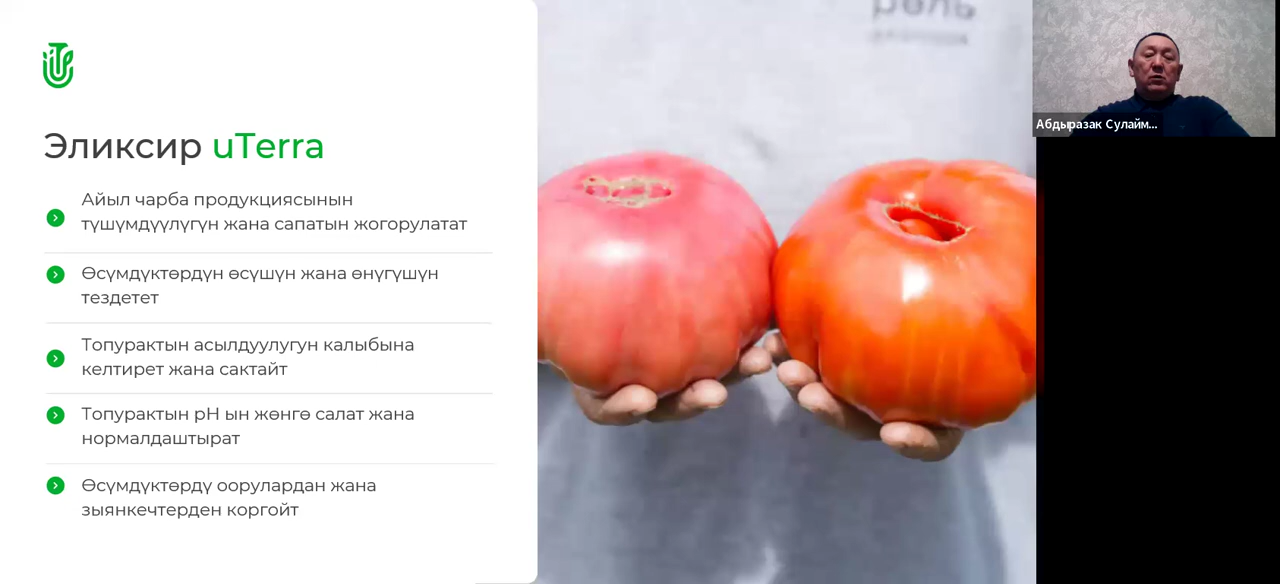 Эликсир uTerra
Айыл чарба продукциясынын
түшүмдүүлүгүн жана сапатын жогорулатат
Өсүмдүктөрдүн өсүшүн жана өнүгүшүн
тездетет
Топурактын асылдуулугун калыбына
келтирет жана сактайт
Топурактын pH ын жөнгө салат жана
нормалдаштырат
Өсүмдүктөрдү оорулардан жана
зыянкечтерден коргойт
Абдыразак Сулайм...